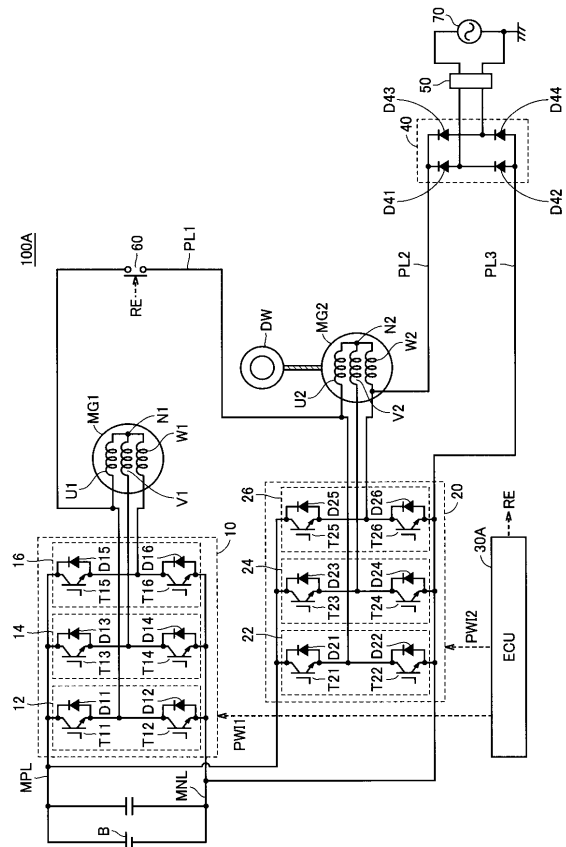 100A
70
50
D43
D44
40
D41
D42
PL2
PL3
60
RE
PL1
DW
MG2
N2
W2
U2
V2
MG1
N1
W1
U1
V1
16
D15
T15
D16
T16
10
14
D13
T13
D14
T14
12
D11
T11
D12
T12
MPL
MNL
B
PWI1
26
D25
T25
D26
T26
20
24
D23
T23
D24
T24
22
D21
T21
D22
T22
PWI2
30A
ECU
RE